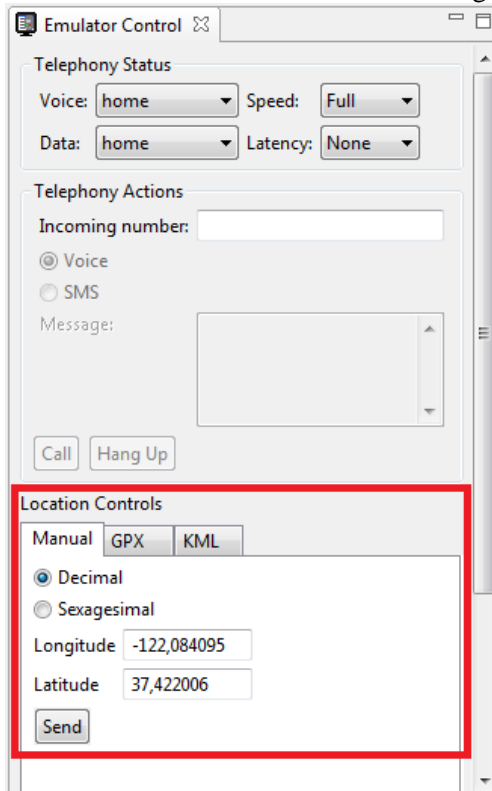 Emulator Control
Telephony Status
Voice: home Speed: Full
Data: home Latency: None
Telephony Actions
Incoming number:
Voice
SMS
Message:
Call Hang Up
Location Controls
Manual GPX KML
Decimal
Sexagesimal
Longitude -122,084095
Latitude 37,422006
Send